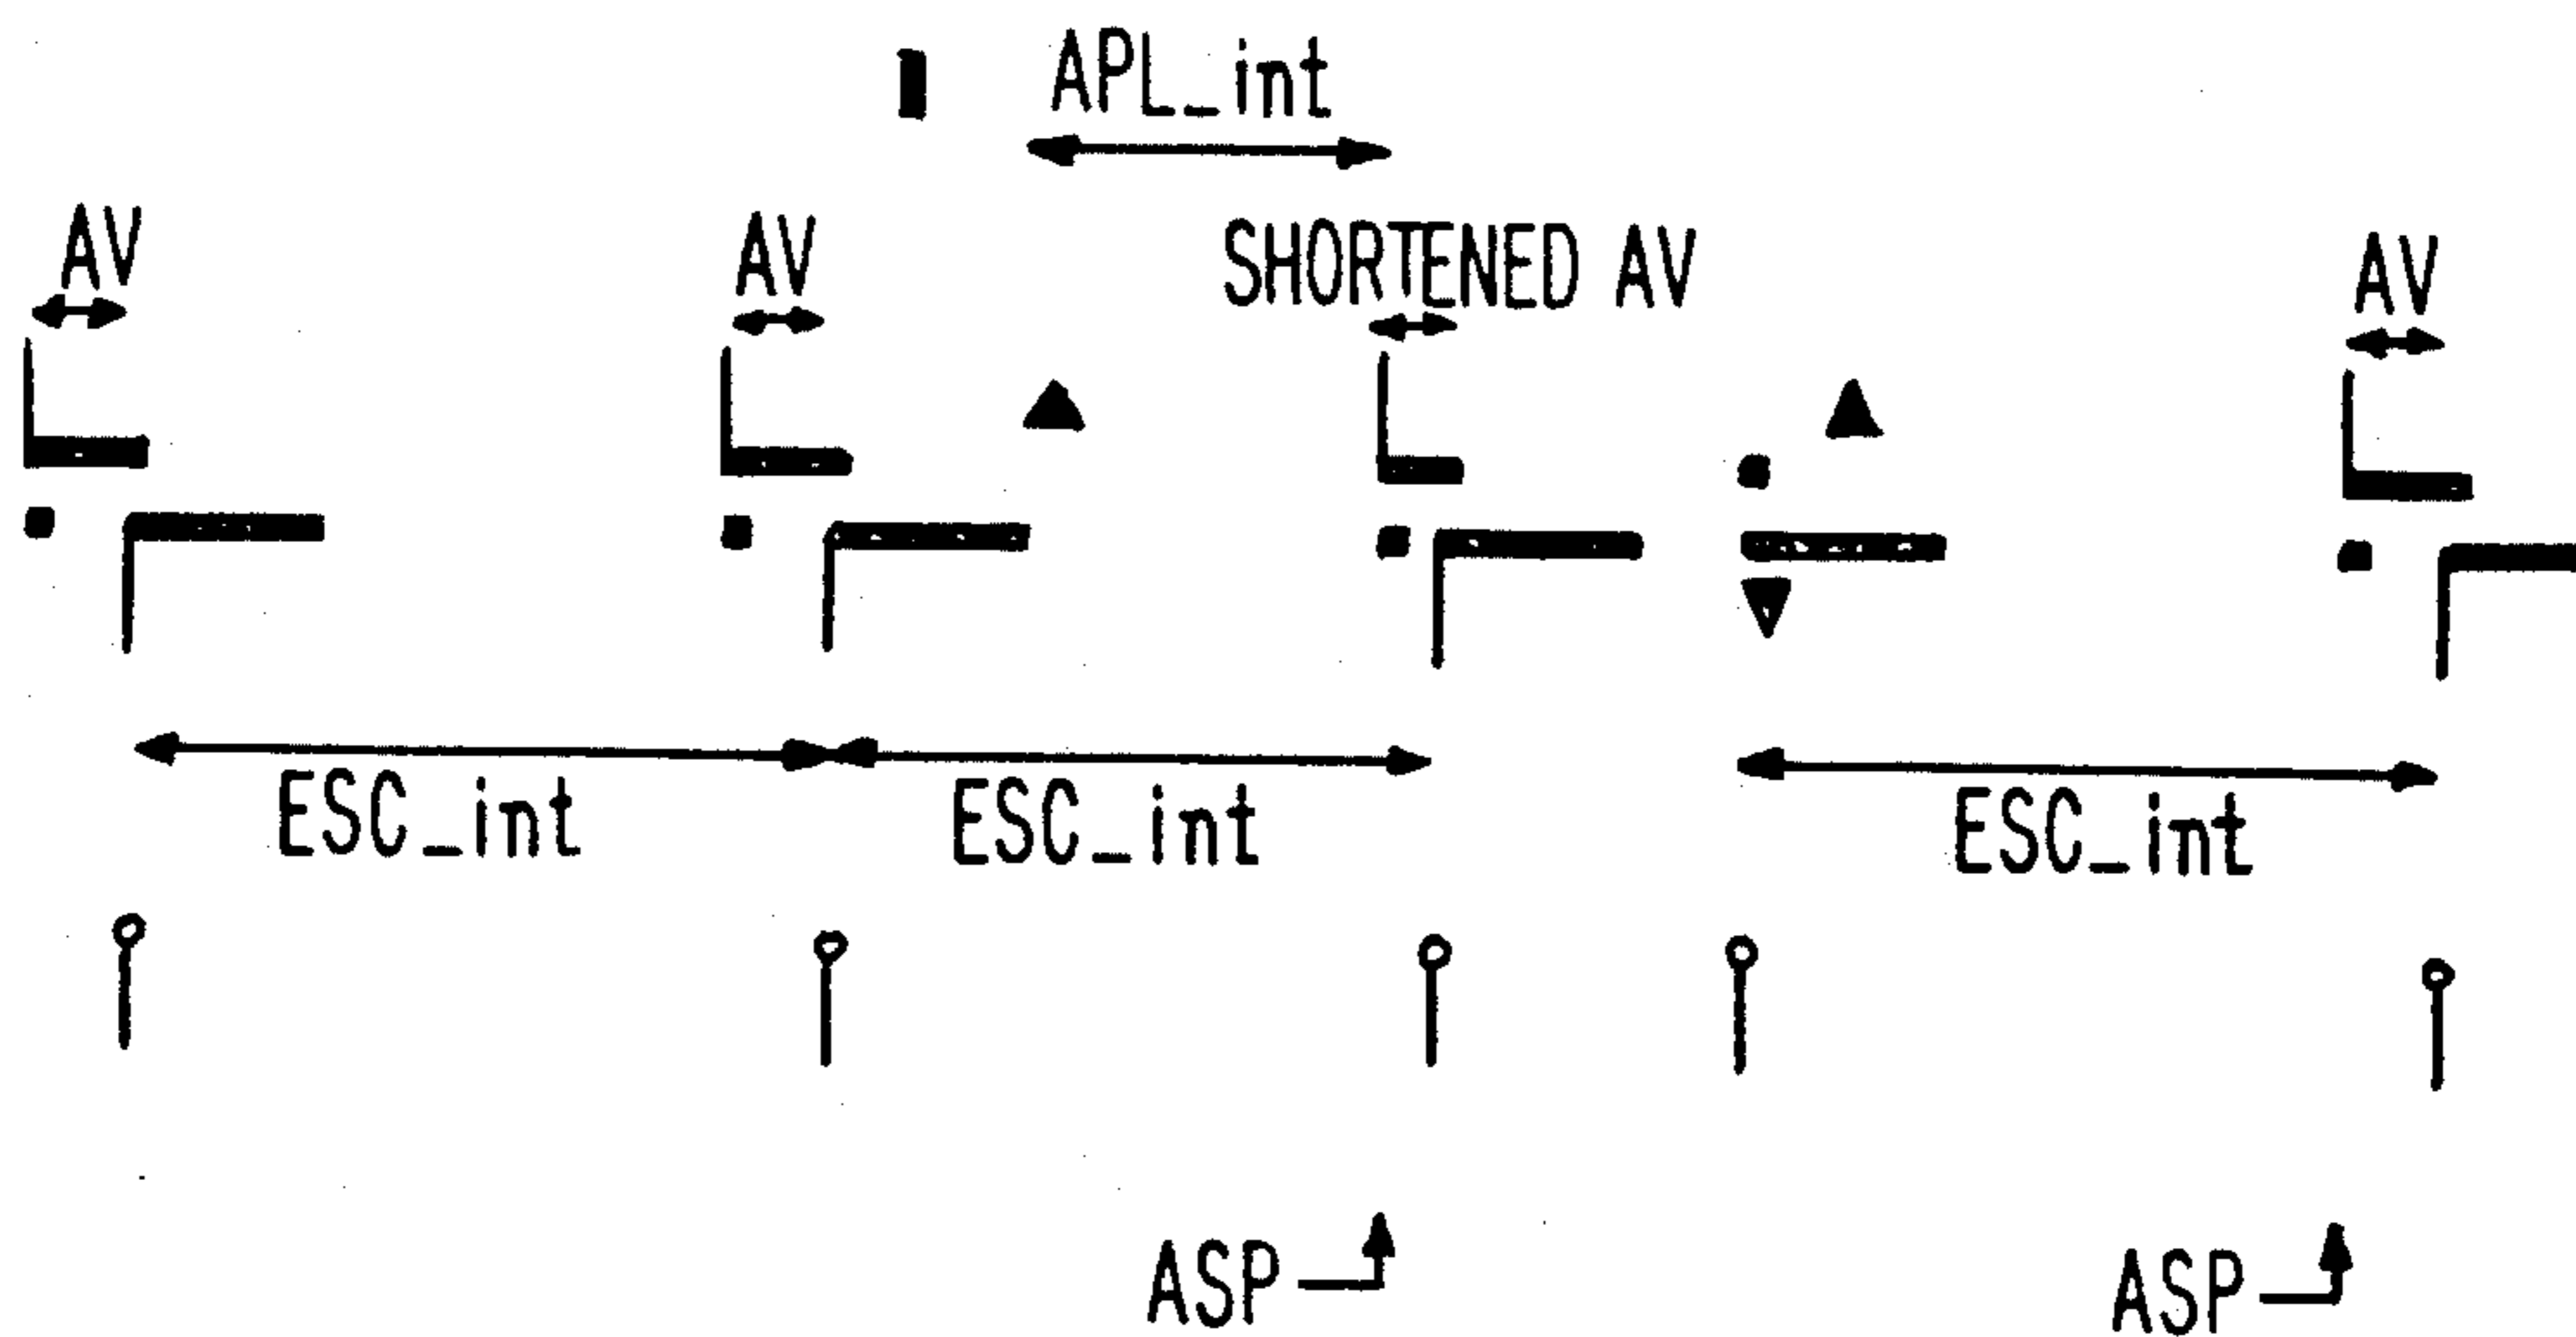 APL_int
AV
AV
SHORTENED AV
AV
ESC_int
ESC_int
ESC_int
ASP
ASP